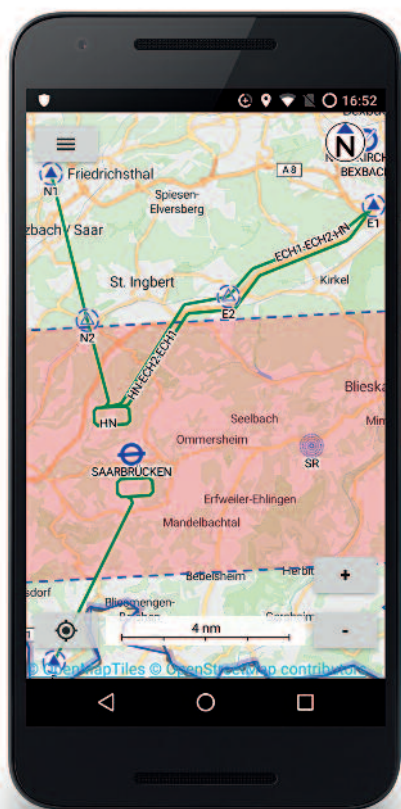 16:52
N
BEXBACH
N1
Friedrichsthal
A 8
Spiesen-
Elversberg
E1
zbach / Saar
ECH1-ECH2-HN
St. Ingbert
Kirkel
E2
N2
HN-ECH2-ECH1
Blieska
HN
Seelbach
Ommersheim
SAARBRÜCKEN
SR
Erfweiler-Ehlingen
Mandelbachtal
+
Bebelsheim
Herbit
sdorf
Bliesmengen-
4 nm
-
© OpenMapTiles © OpenStreetMap contributors